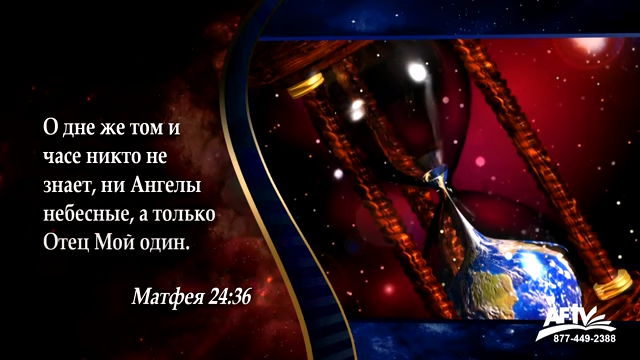 О дне же том и
часе никто не
знает, ни Ангелы
небесные, а только
Отец Мой один.
Матфея 24:36
AFTV
877-449-2388